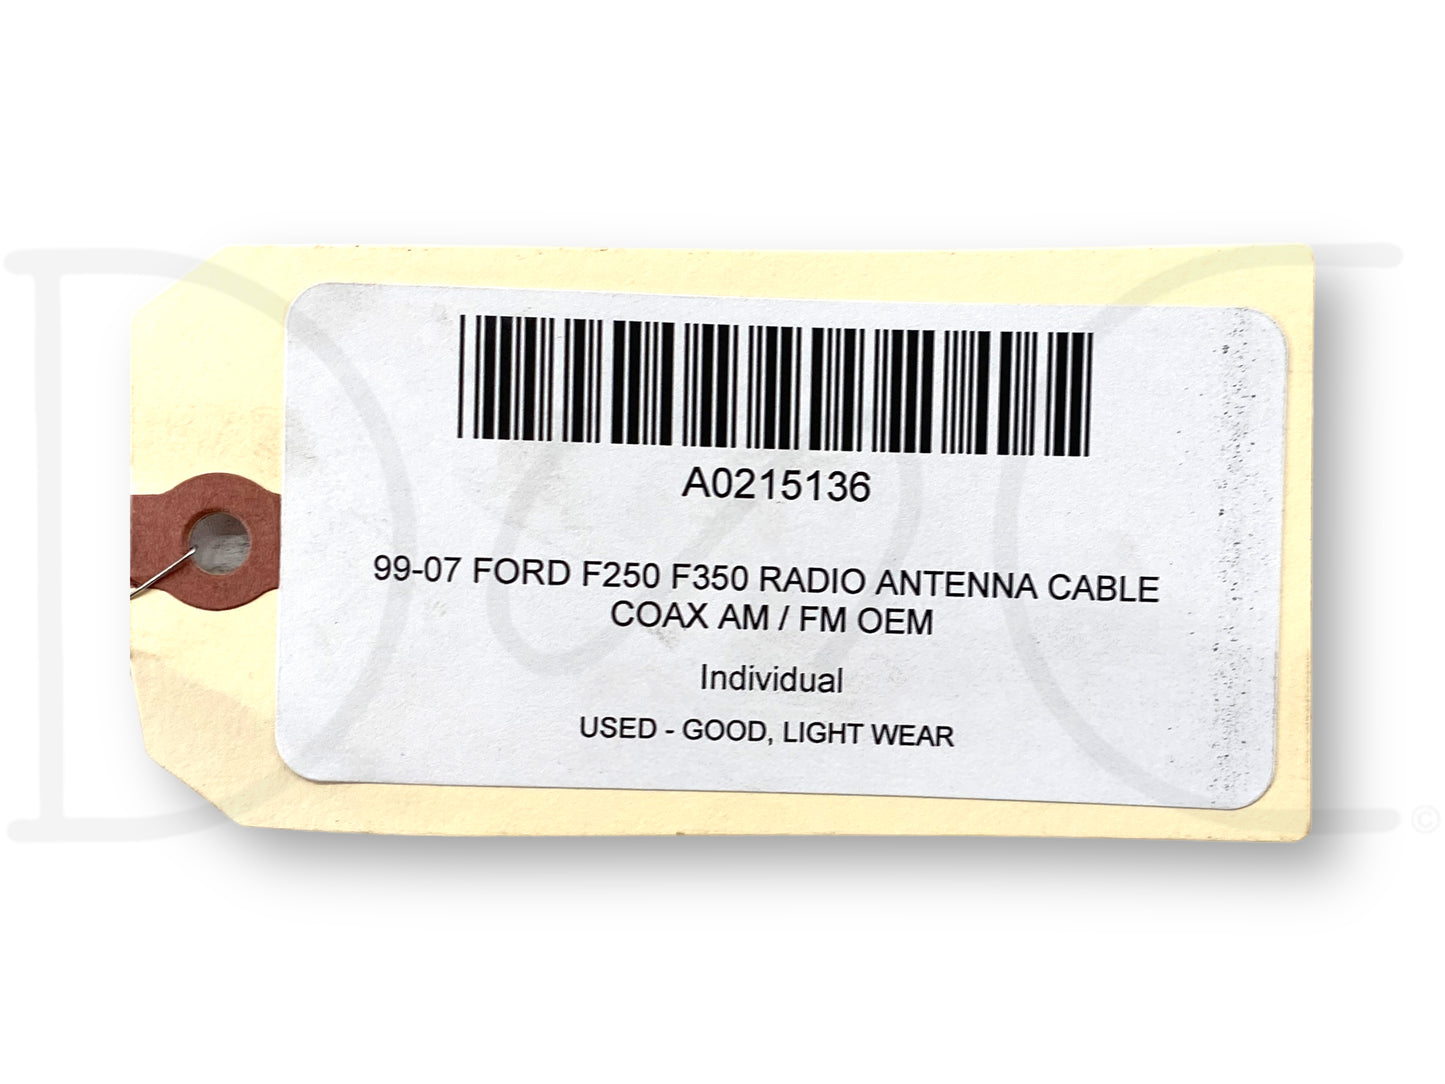 A0215136
99-07 FORD F250 F350 RADIO ANTENNA CABLE
COAX AM / FM OEM
Individual
USED - GOOD, LIGHT WEAR
D&C
©